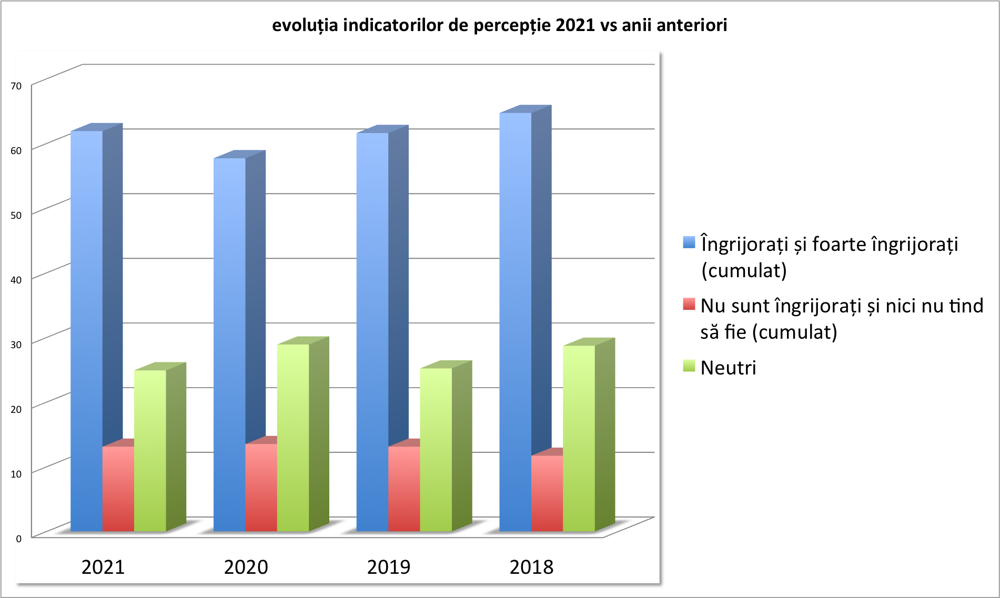 evoluția indicatorilor de percepție 2021 vs anii anteriori
70
60
50
40
30
20
10
0
2021
2020
2019
2018
Îngrijorați și foarte îngrijorați
(cumulat)
Nu sunt îngrijorați și nici nu tind
să fie (cumulat)
Neutri